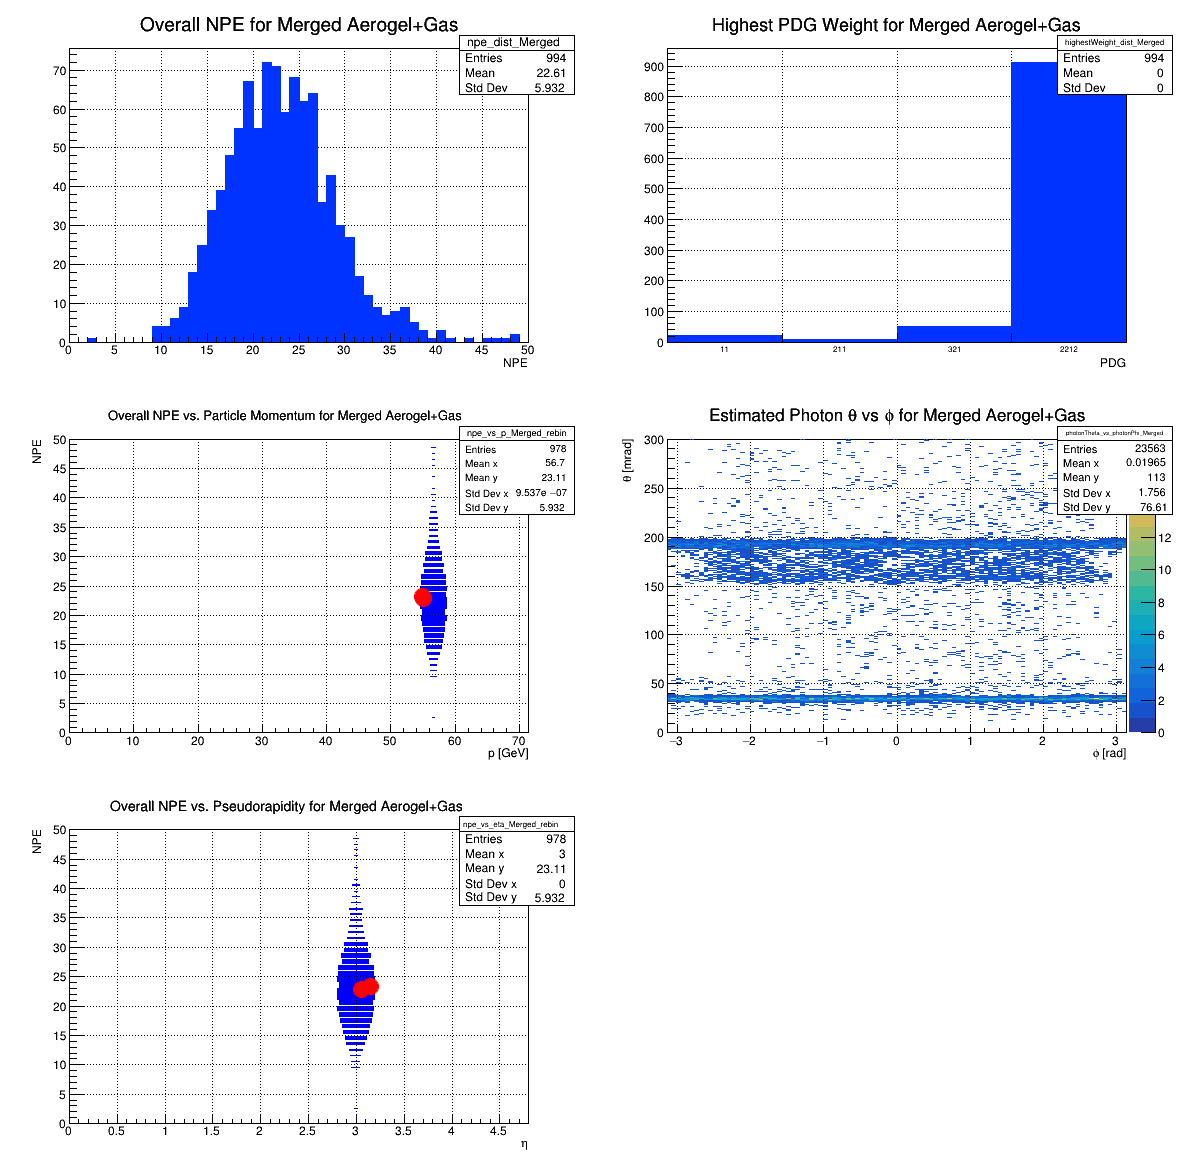 Overall NPE for Merged Aerogel+Gas
npe_dist_Merged
Entries 994
Mean 22.61
Std Dev 5.932
70
60
50
40
30
20
10
0
0 5 10 15 20 25 30 35 40 45 50
NPE
Highest PDG Weight for Merged Aerogel+Gas
highestWeight_dist_Merged
Entries 994
Mean 0
Std Dev 0
900
800
700
600
500
400
300
200
100
0
11 211 321 2212
PDG
Overall NPE vs. Particle Momentum for Merged Aerogel+Gas
npe_vs_p_Merged_rebin
Entries 978
Mean x 56.7
Mean y 23.11
Std Dev x 9.537e −07
Std Dev y 5.932
NPE
50
45
40
35
30
25
20
15
10
5
0
0 10 20 30 40 50 60 70
p [GeV]
Estimated Photon θ vs ϕ for Merged Aerogel+Gas
photonTheta_vs_photonPhi_Merged
Entries 23563
Mean x 0.01965
Mean y 113
Std Dev x 1.756
Std Dev y 76.61
θ [mrad]
300
250
200
150
100
50
0
−3 −2 −1 0 1 2 3
ϕ [rad]
12
10
8
6
4
2
0
Overall NPE vs. Pseudorapidity for Merged Aerogel+Gas
npe_vs_eta_Merged_rebin
Entries 978
Mean x 3
Mean y 23.11
Std Dev x 0
Std Dev y 5.932
NPE
50
45
40
35
30
25
20
15
10
5
0
0 0.5 1 1.5 2 2.5 3 3.5 4 4.5
η